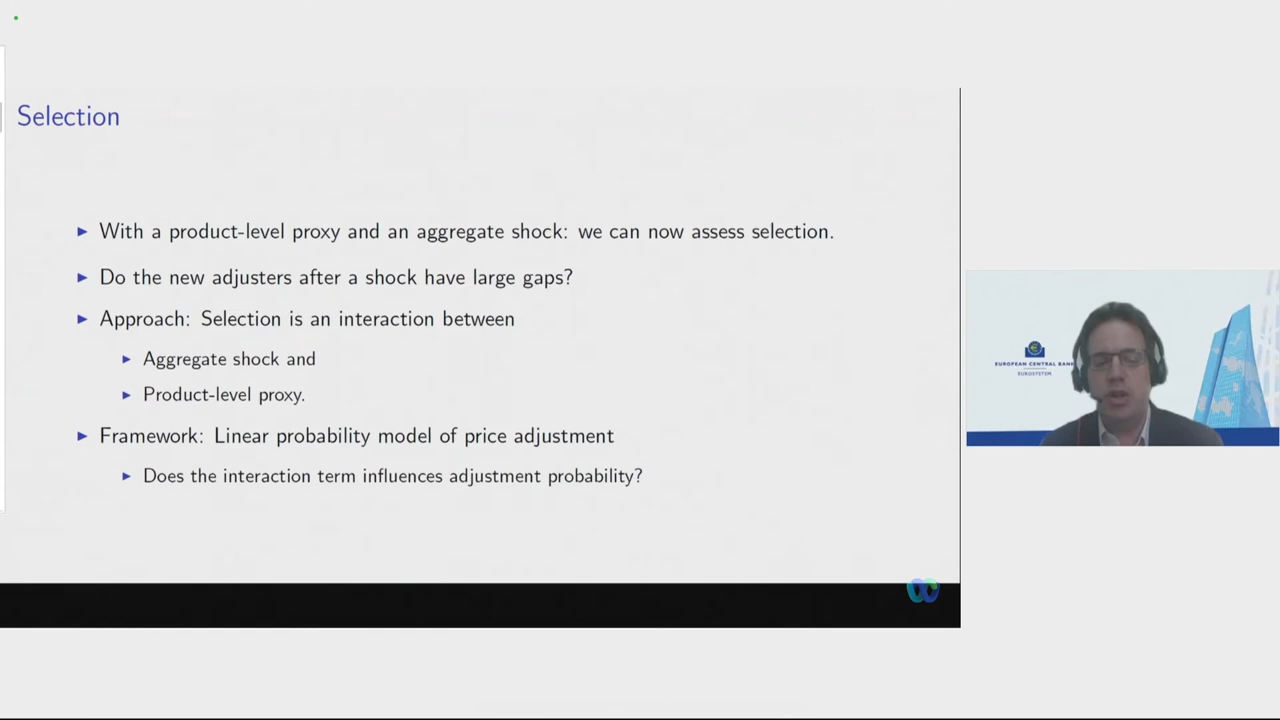 Selection
With a product-level proxy and an aggregate shock: we can now assess selection.
Do the new adjusters after a shock have large gaps?
Approach: Selection is an interaction between
Aggregate shock and
Product-level proxy.
Framework: Linear probability model of price adjustment
Does the interaction term influences adjustment probability?
EUROPEAN CENTRAL BANK
EUROSYSTEM